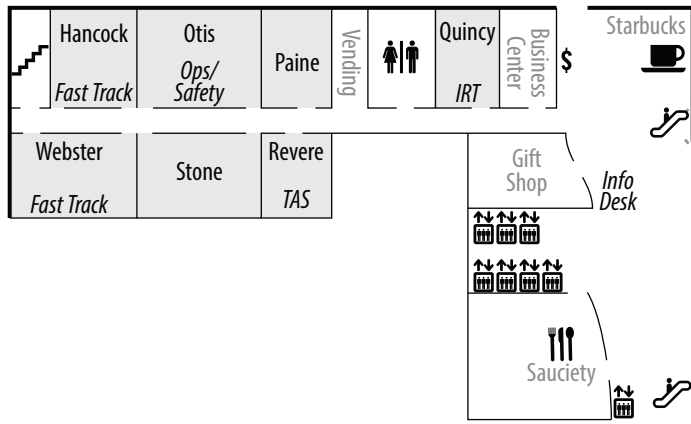 Hancock
Fast Track
Otis
Ops/
Safety
Paine
Vending
Quincy
IRT
Business
Center
$
Starbucks
Webster
Fast Track
Stone
Revere
TAS
Gift
Shop
Info
Desk
Sauciety